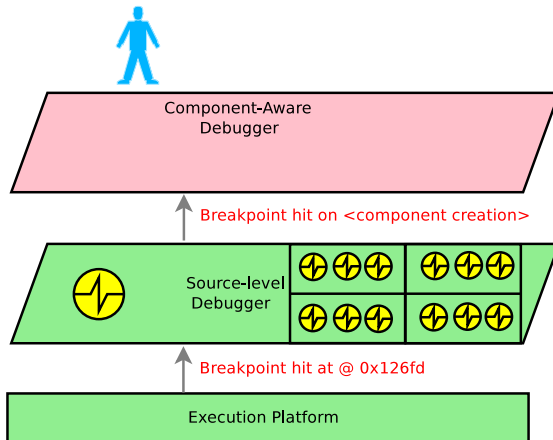 Component-Aware
Debugger
Breakpoint hit on <component creation>
Source-level
Debugger
Breakpoint hit at @ 0x126fd
Execution Platform